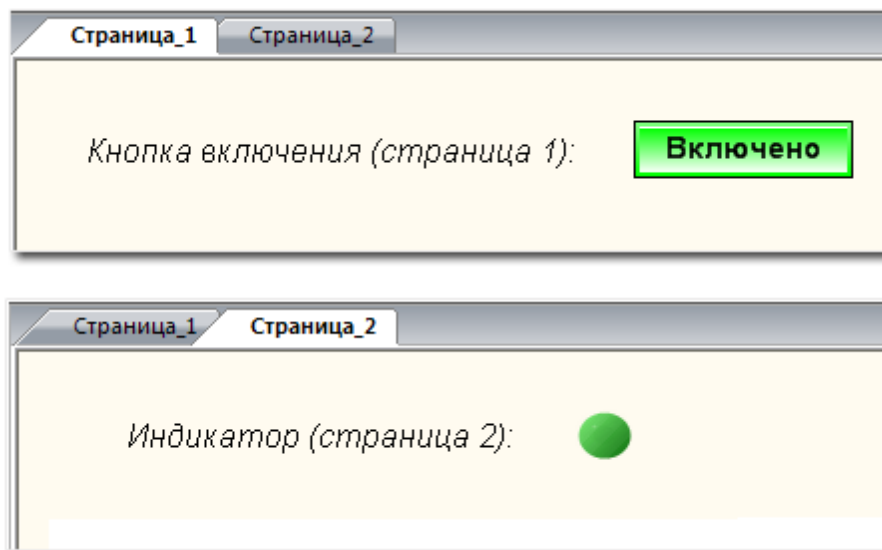 Страница_1 Страница_2
Кнопка включения (страница 1): Включено
Страница_1 Страница_2
Индикатор (страница 2):